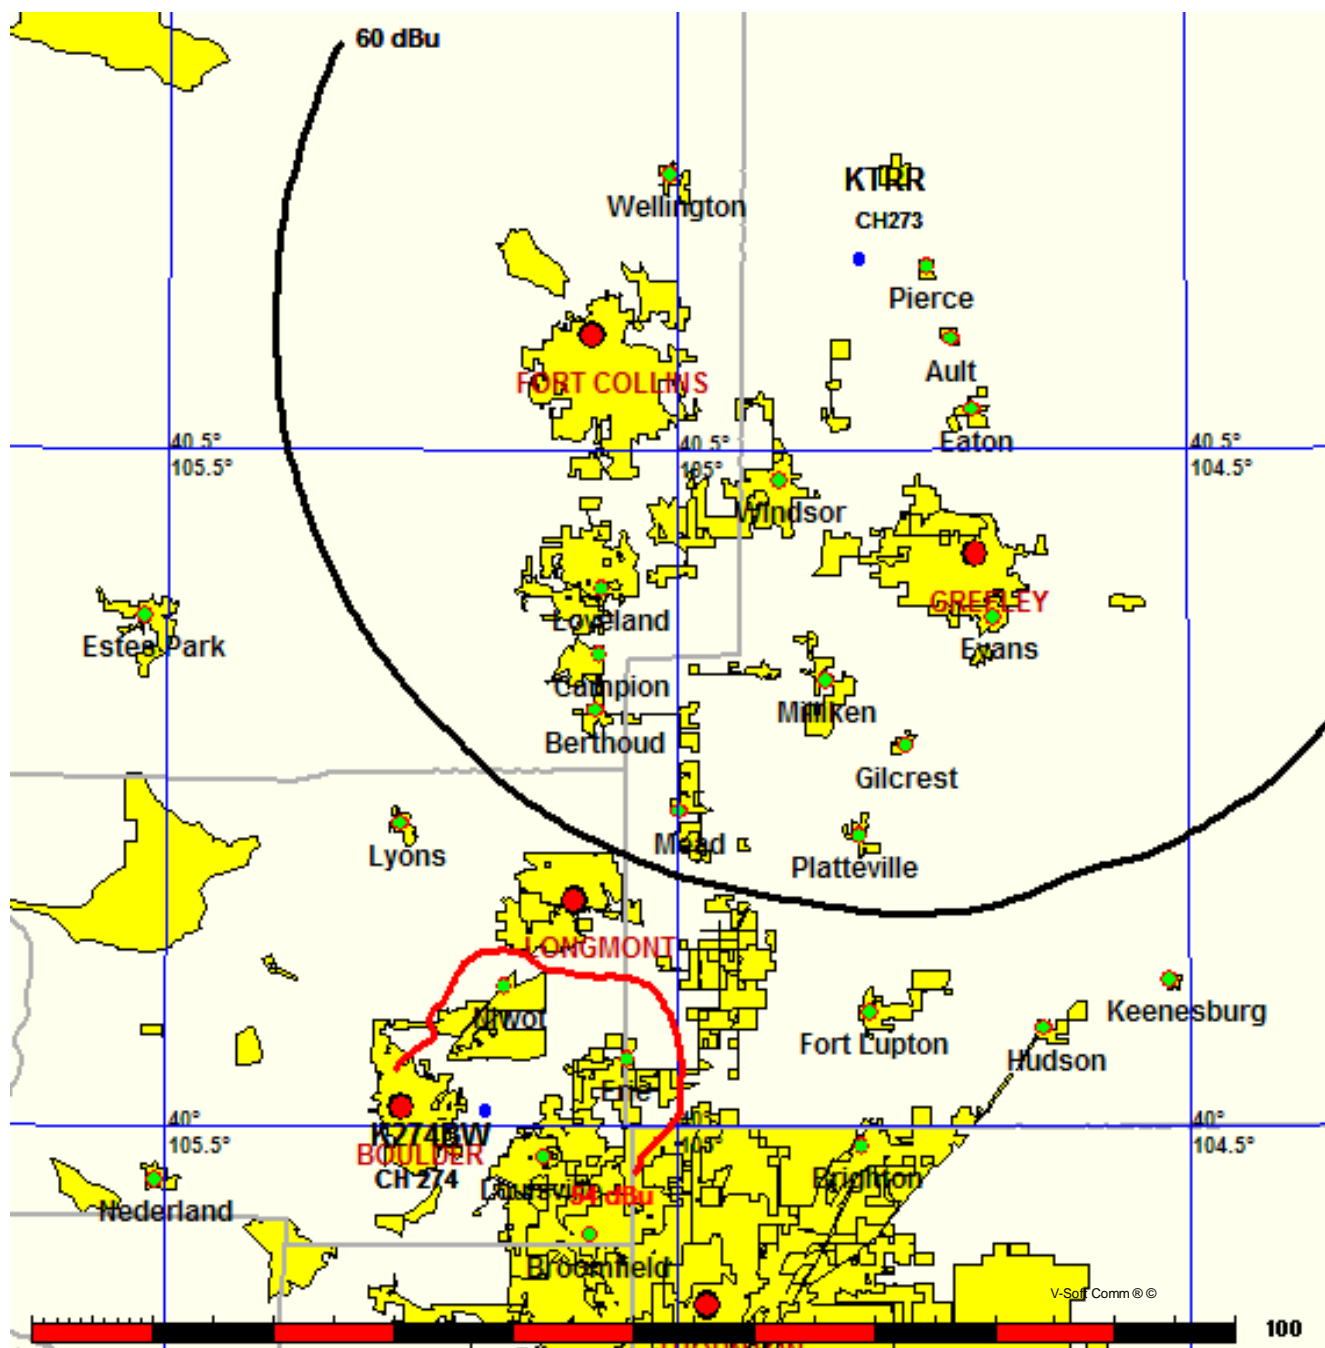 60 dBu
KTRR
Wellington
CH273
Pierce
Ault
FORT COLLINS
40.5°
105.5°
40.5°
105°
Eaton
40.5°
104.5°
Windsor
GREELEY
Loveland
Estes Park
Evans
Campion
Milliken
Berthoud
Gilcrest
Mead
Lyons
Platteville
LONGMONT
Niwot
Keenesburg
Fort Lupton
Hudson
Erie
40°
105.5°
K274BW
40°
105°
40°
104.5°
BOULDER
CH 274
Louisville
54 dBu
Brighton
Nederland
Broomfield
V-Soft Comm ® ©
100